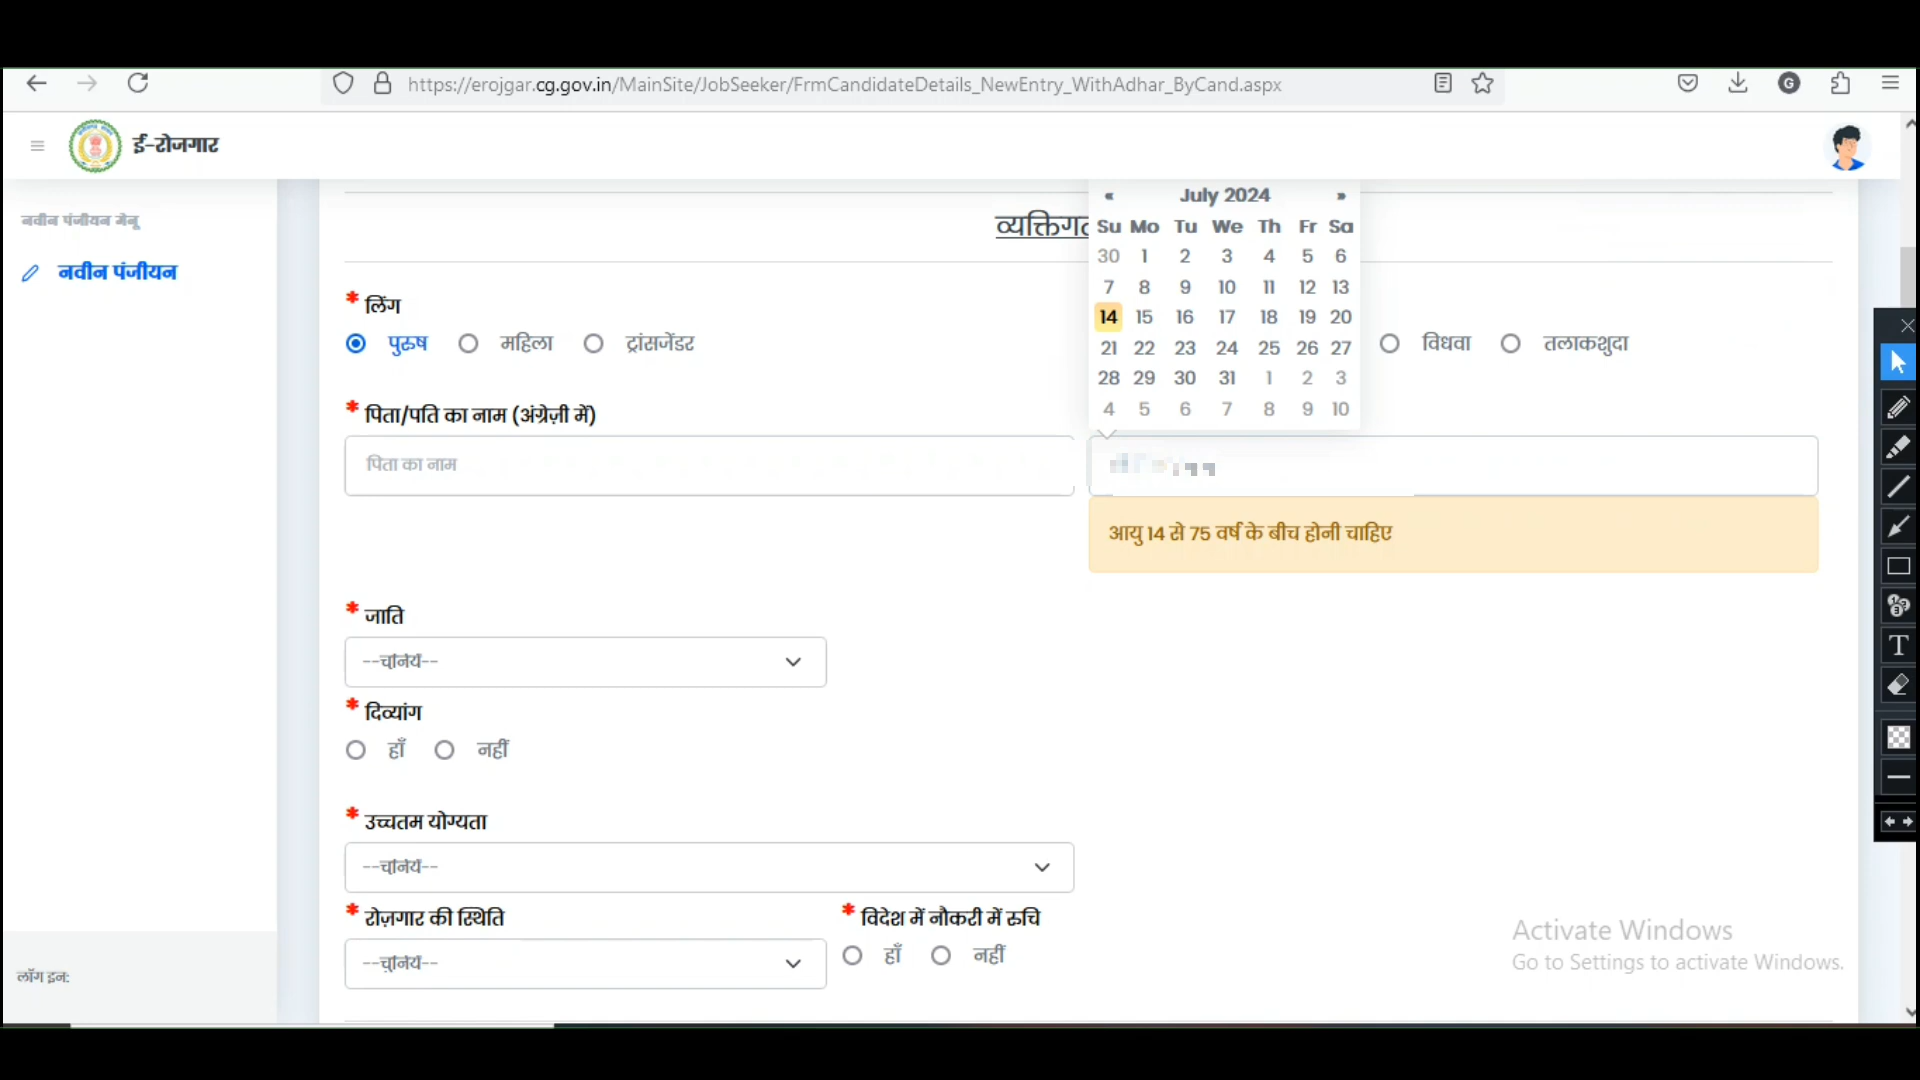 https://erojgar.cg.gov.in/MainSite/JobSeeker/FrmCandidateDetails_NewEntry_WithAdhar_ByCand.aspx
G
ई-रोजगार
नवीन पंजीयन मेनू
नवीन पंजीयन
व्यक्तिगत
« July 2024 »
Su Mo Tu We Th Fr Sa
30 1 2 3 4 5 6
7 8 9 10 11 12 13
14 15 16 17 18 19 20
21 22 23 24 25 26 27
28 29 30 31 1 2 3
4 5 6 7 8 9 10
* लिंग
पुरुष महिला ट्रांसजेंडर विधवा तलाकशुदा
* पिता/पति का नाम (अंग्रेज़ी में)
पिता का नाम
आयु 14 से 75 वर्ष के बीच होनी चाहिए
* जाति
--चुनियें--
* दिव्यांग
हाँ नहीं
* उच्चतम योग्यता
--चुनियें--
* रोज़गार की स्थिति * विदेश में नौकरी में रुचि
--चुनियें-- हाँ नहीं
लॉग इन:
T
Activate Windows
Go to Settings to activate Windows.